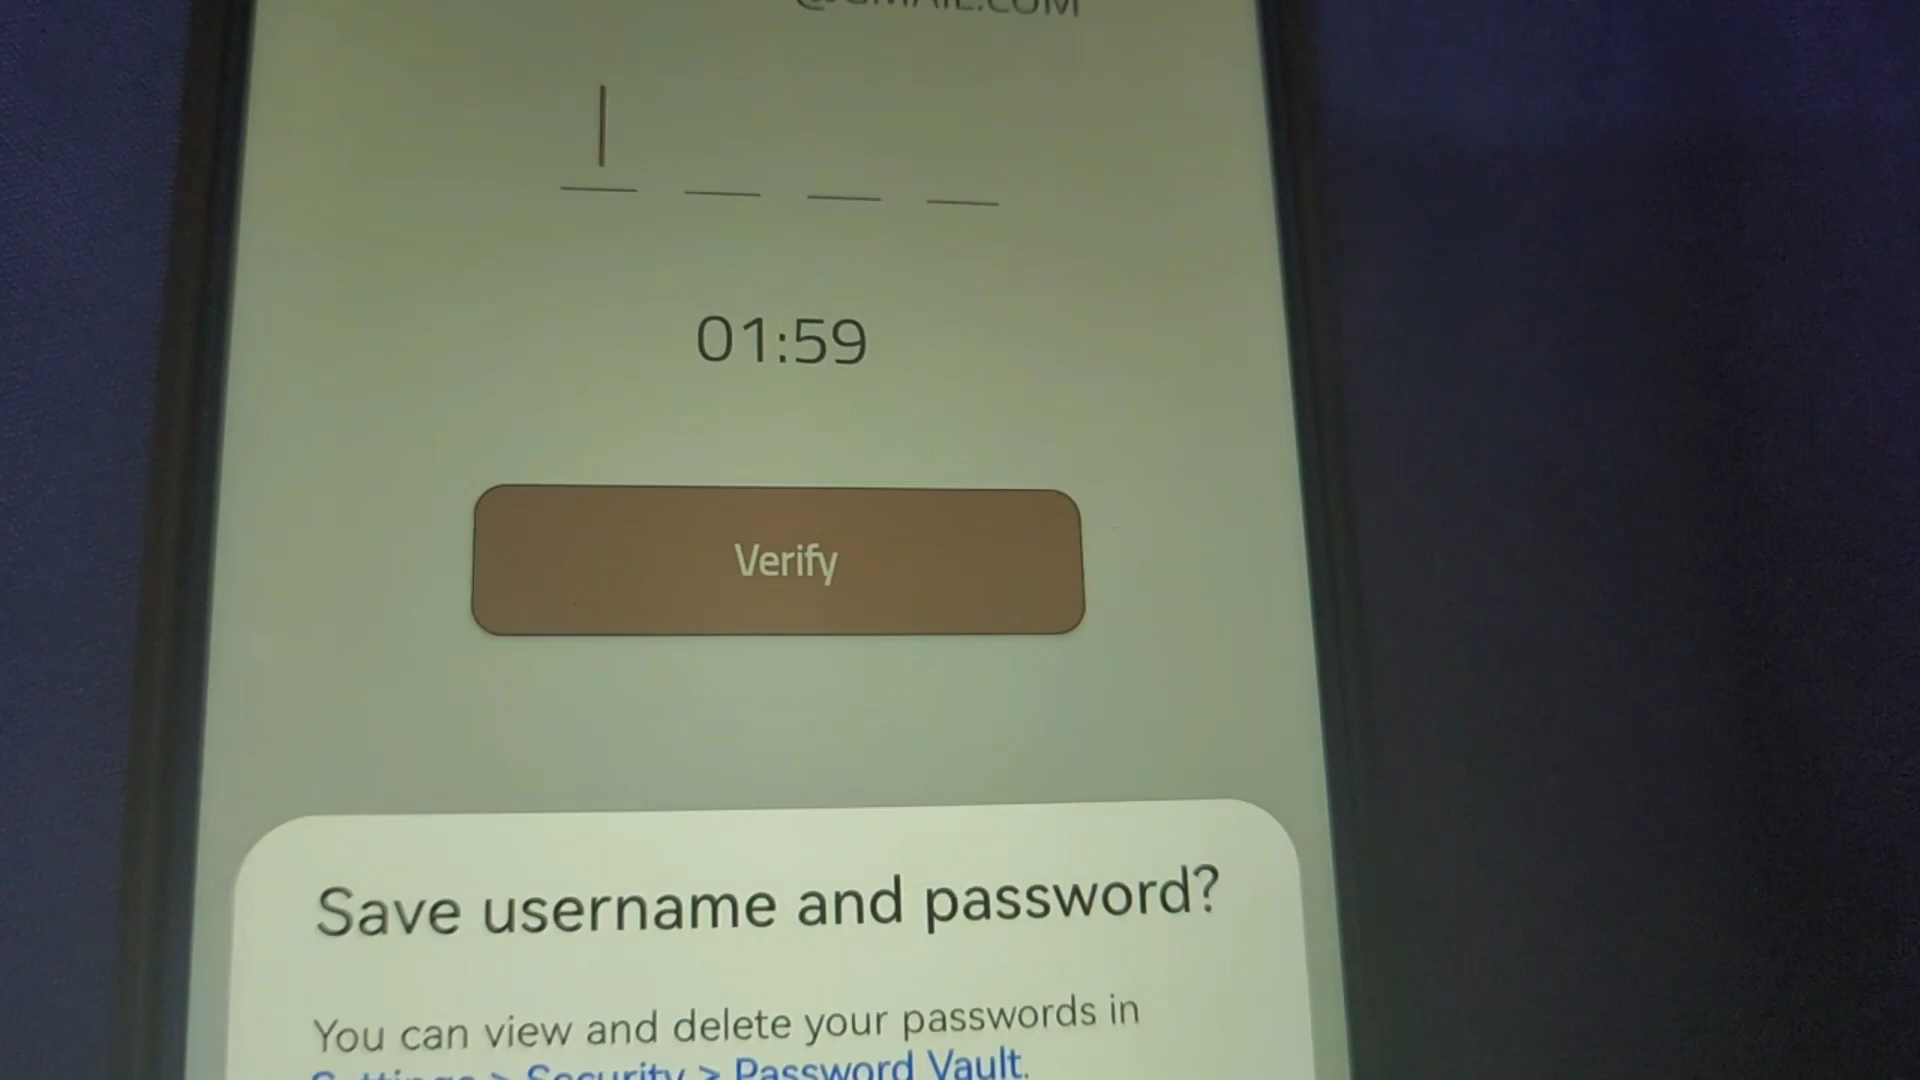 @GMAIL.COM
01:59
Verify
Save username and password?
You can view and delete your passwords in
Settings > Security > Password Vault.